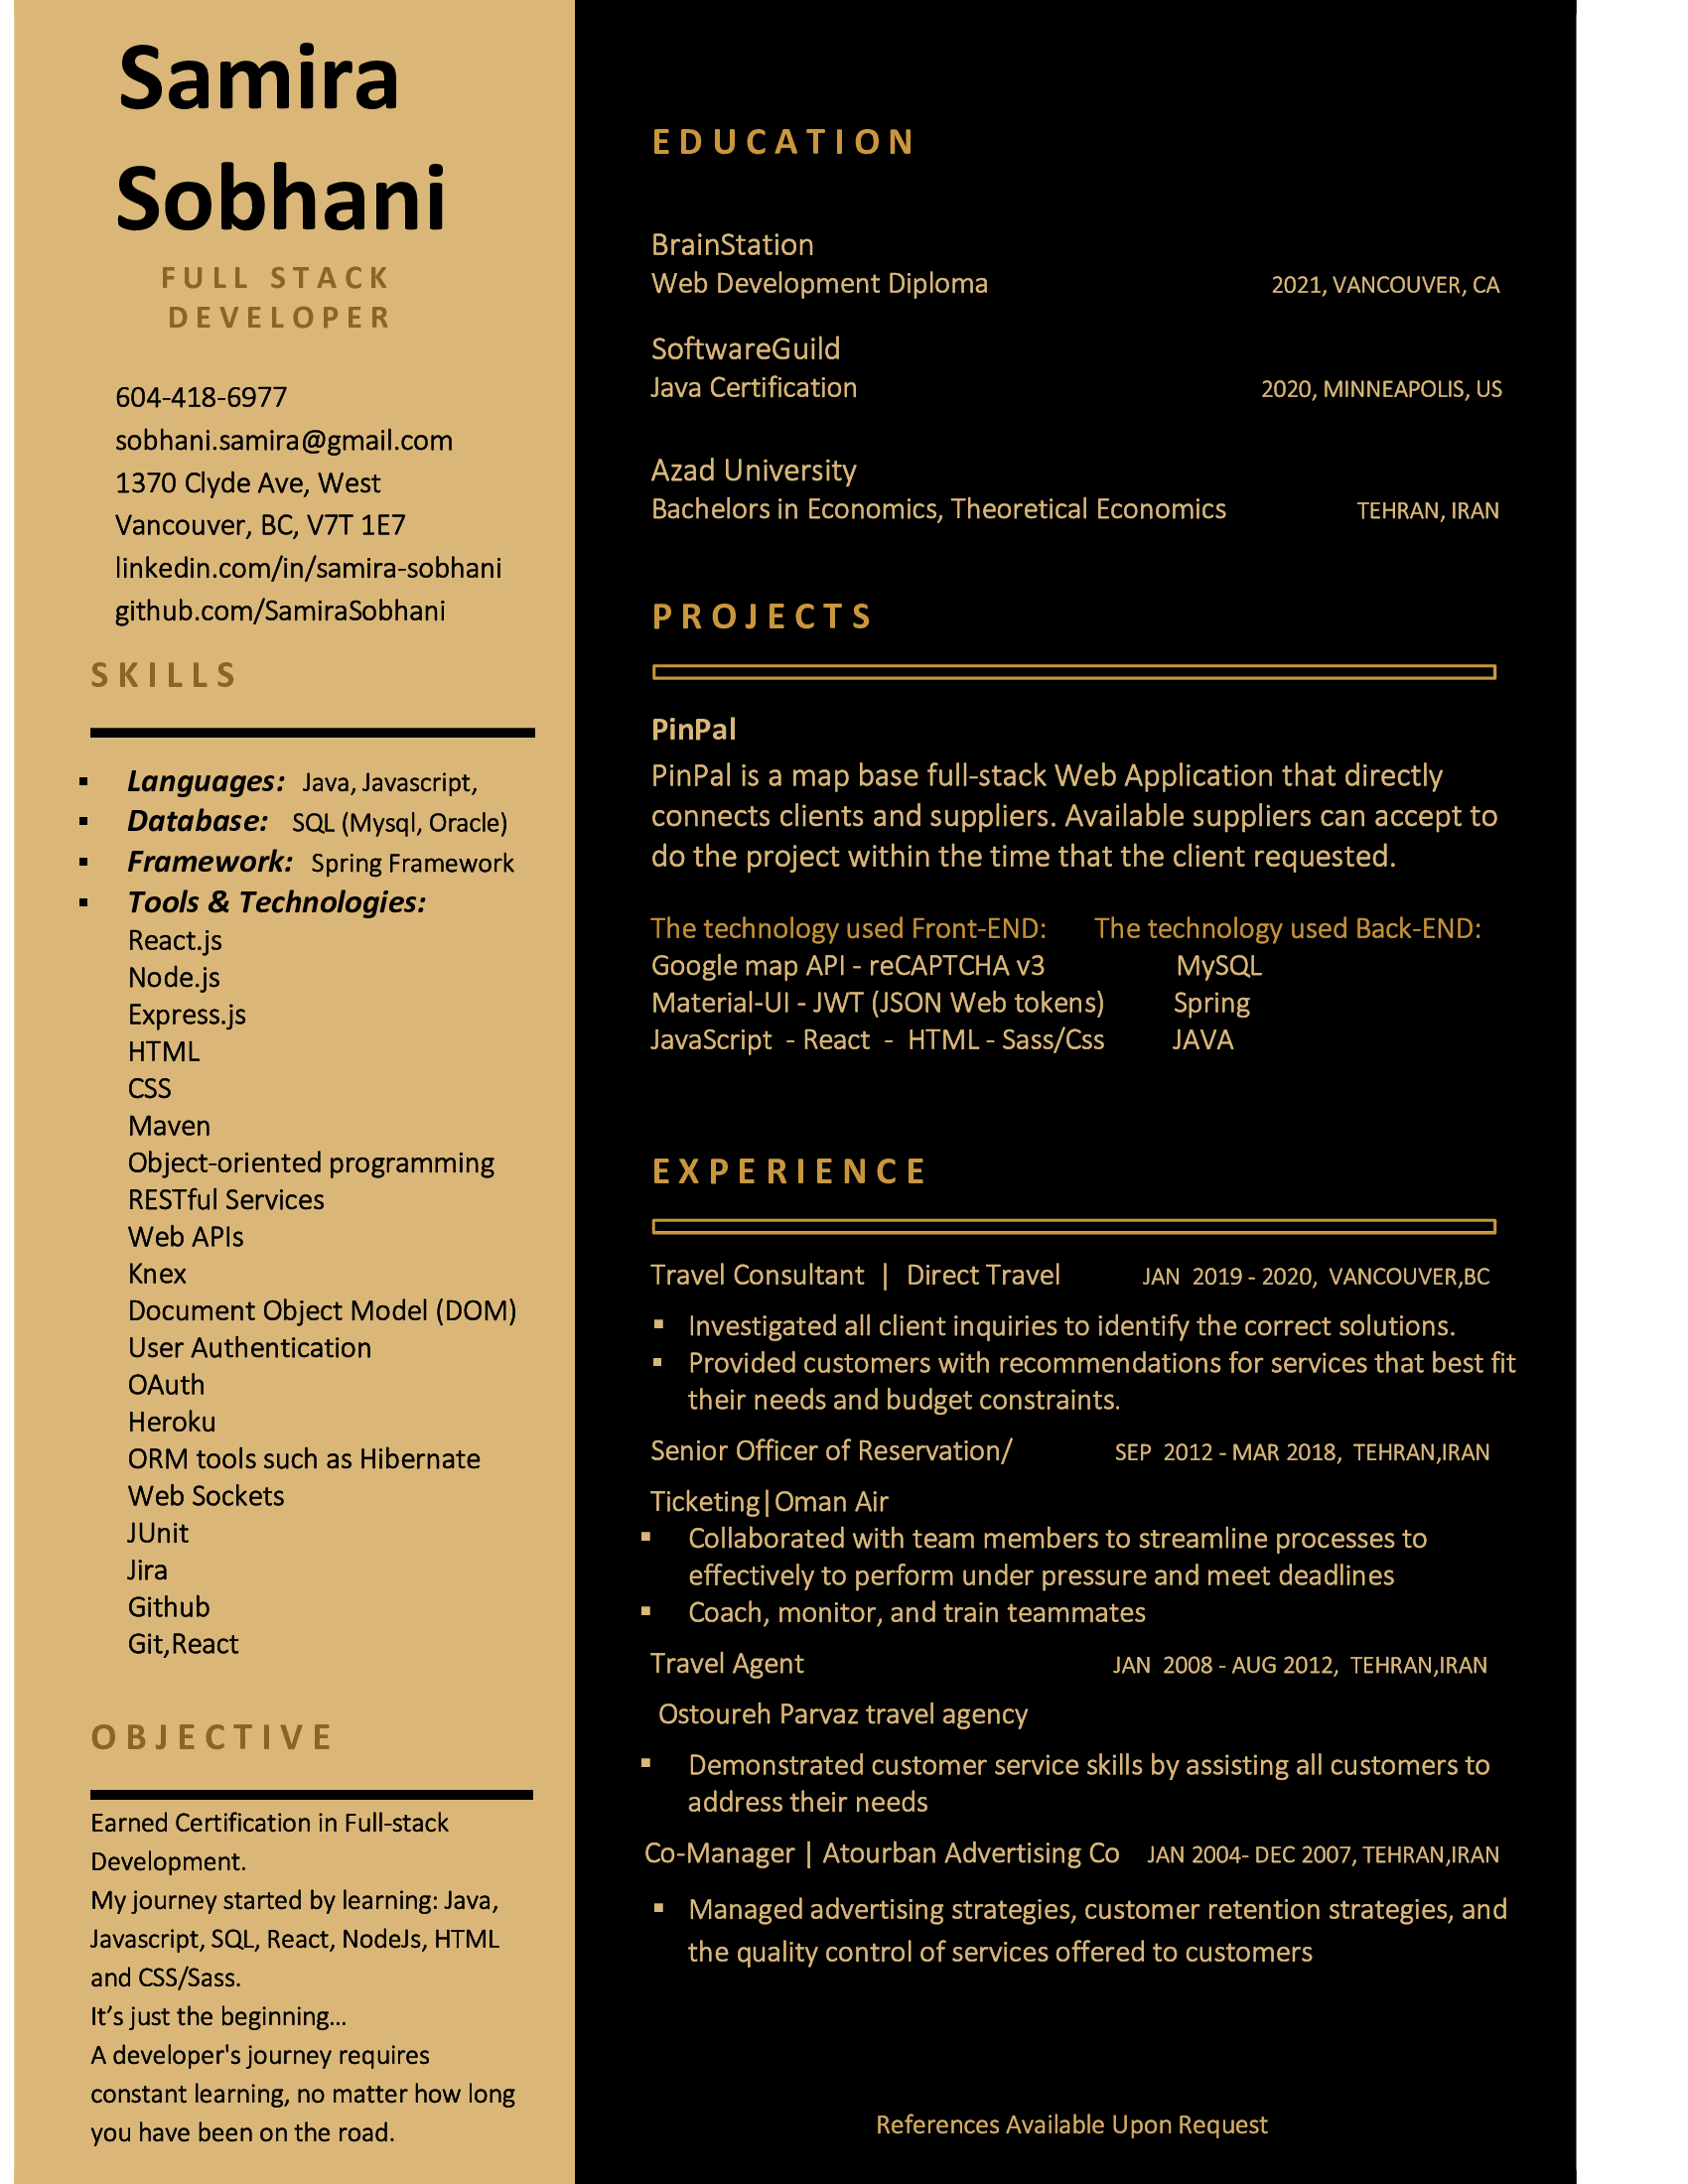 Samira
Sobhani
FULL STACK
DEVELOPER
604-418-6977
sobhani.samira@gmail.com
1370 Clyde Ave, West
Vancouver, BC, V7T 1E7
linkedin.com/in/samira-sobhani
github.com/SamiraSobhani
SKILLS
▪ Languages: Java, Javascript,
▪ Database: SQL (Mysql, Oracle)
▪ Framework: Spring Framework
▪ Tools & Technologies:
React.js
Node.js
Express.js
HTML
CSS
Maven
Object-oriented programming
RESTful Services
Web APIs
Knex
Document Object Model (DOM)
User Authentication
OAuth
Heroku
ORM tools such as Hibernate
Web Sockets
JUnit
Jira
Github
Git,React
OBJECTIVE
Earned Certification in Full-stack
Development.
My journey started by learning: Java,
Javascript, SQL, React, NodeJs, HTML
and CSS/Sass.
It’s just the beginning…
A developer's journey requires
constant learning, no matter how long
you have been on the road.
EDUCATION
BrainStation
Web Development Diploma 2021, VANCOUVER, CA
SoftwareGuild
Java Certification 2020, MINNEAPOLIS, US
Azad University
Bachelors in Economics, Theoretical Economics TEHRAN, IRAN
PROJECTS
PinPal
PinPal is a map base full-stack Web Application that directly
connects clients and suppliers. Available suppliers can accept to
do the project within the time that the client requested.
The technology used Front-END: The technology used Back-END:
Google map API - reCAPTCHA v3 MySQL
Material-UI - JWT (JSON Web tokens) Spring
JavaScript - React - HTML - Sass/Css JAVA
EXPERIENCE
Travel Consultant | Direct Travel JAN 2019 - 2020, VANCOUVER,BC
▪ Investigated all client inquiries to identify the correct solutions.
▪ Provided customers with recommendations for services that best fit
their needs and budget constraints.
Senior Officer of Reservation/ SEP 2012 - MAR 2018, TEHRAN,IRAN
Ticketing|Oman Air
▪ Collaborated with team members to streamline processes to
effectively to perform under pressure and meet deadlines
▪ Coach, monitor, and train teammates
Travel Agent JAN 2008 - AUG 2012, TEHRAN,IRAN
Ostoureh Parvaz travel agency
▪ Demonstrated customer service skills by assisting all customers to
address their needs
Co-Manager | Atourban Advertising Co JAN 2004- DEC 2007, TEHRAN,IRAN
▪ Managed advertising strategies, customer retention strategies, and
the quality control of services offered to customers
References Available Upon Request